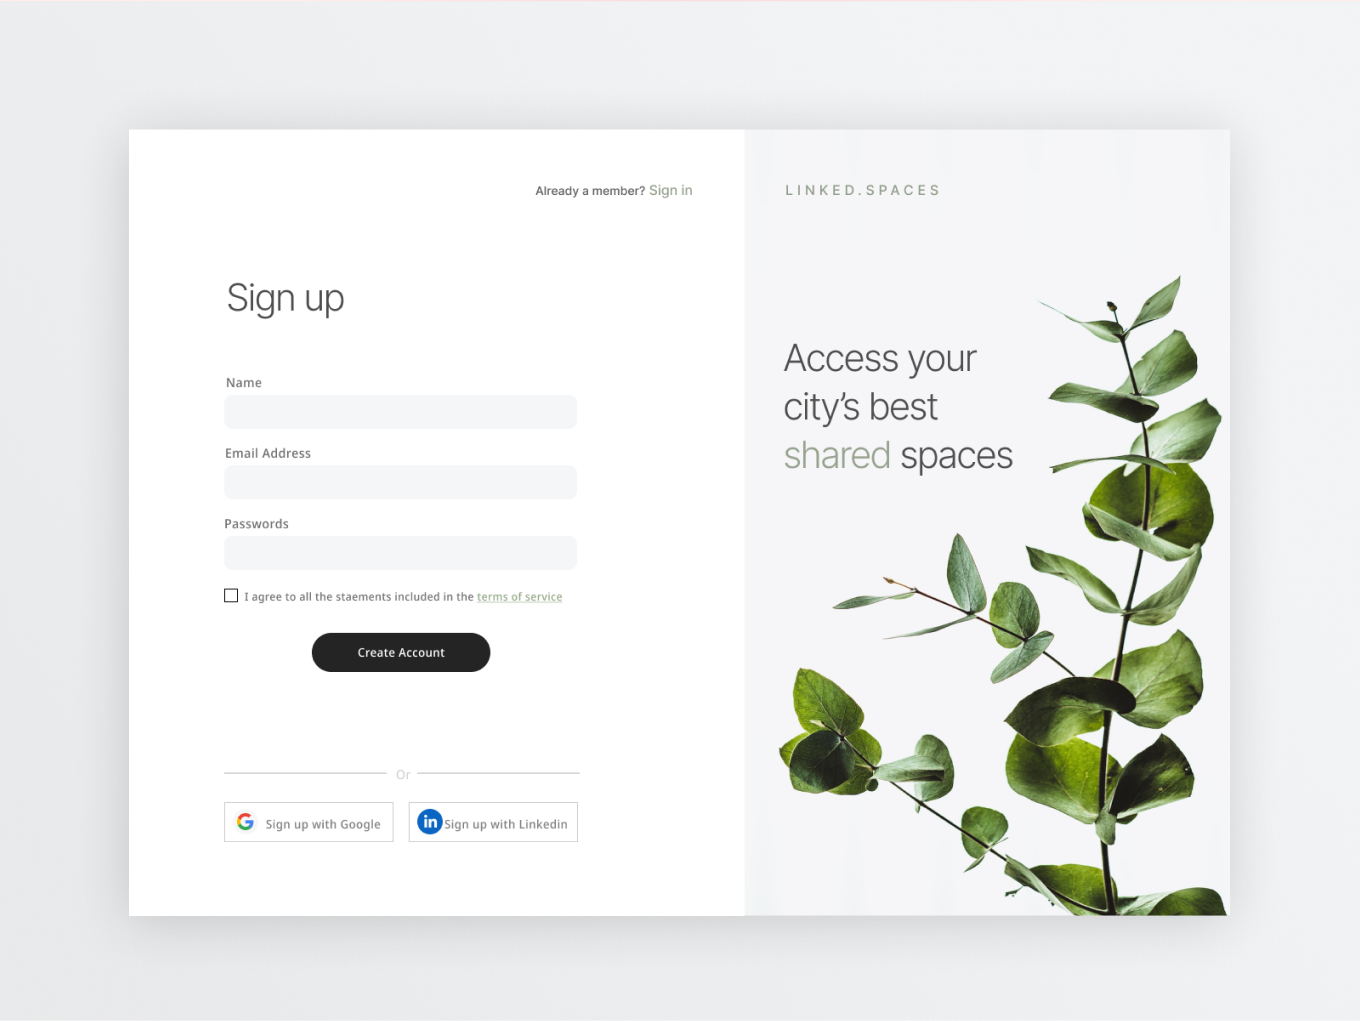 Already a member? Sign in
LINKED.SPACES
Sign up
Access your
city’s best
shared spaces
Name
Email Address
Passwords
I agree to all the staements included in the terms of service
Create Account
Or
Sign up with Google
in Sign up with Linkedin